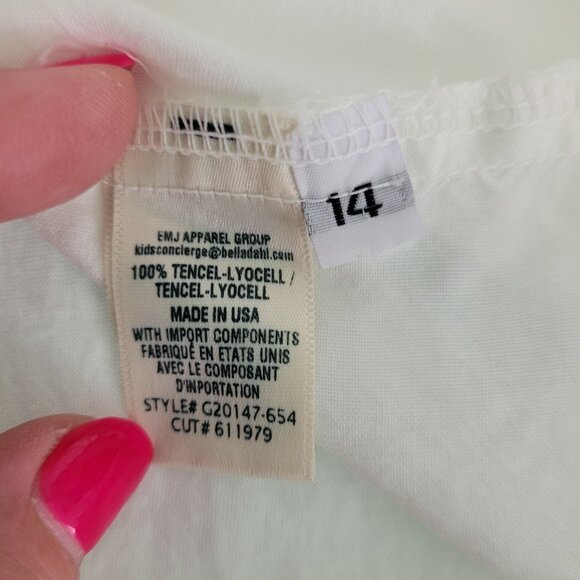 14
EMJ APPAREL GROUP
kidsconcierge@belladahl.com
100% TENCEL-LYOCELL /
TENCEL-LYOCELL
MADE IN USA
WITH IMPORT COMPONENTS
FABRIQUÉ EN ETATS UNIS
AVEC LE COMPOSANT
D'INPORTATION
STYLE# G20147-654
CUT# 611979